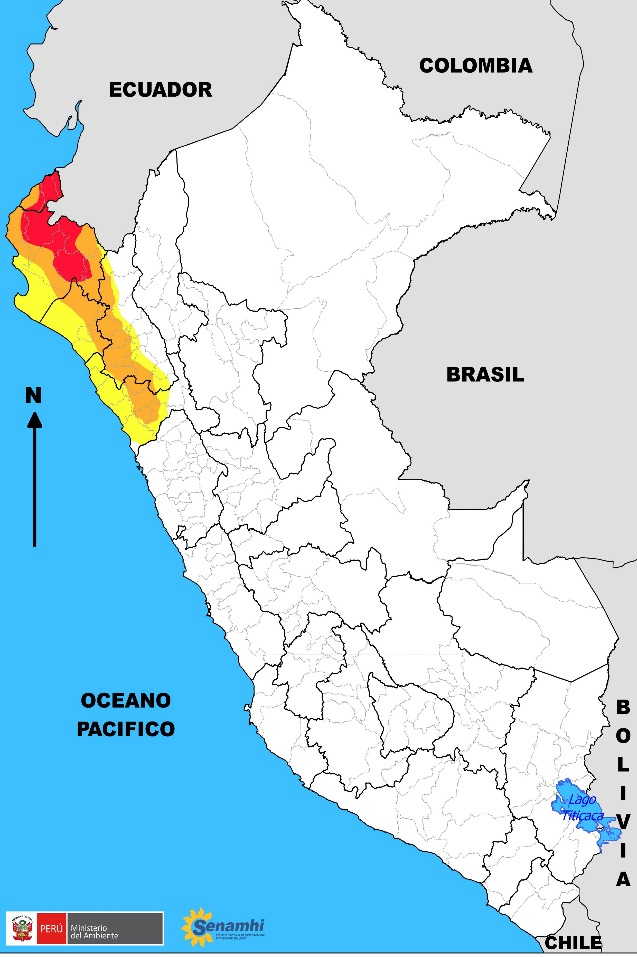 COLOMBIA
ECUADOR
BRASIL
N
OCEANO
PACIFICO
B
O
L
I
V
I
A
Lago
Titicaca
PERÚ
Ministerio
del Ambiente
Senamhi
CHILE